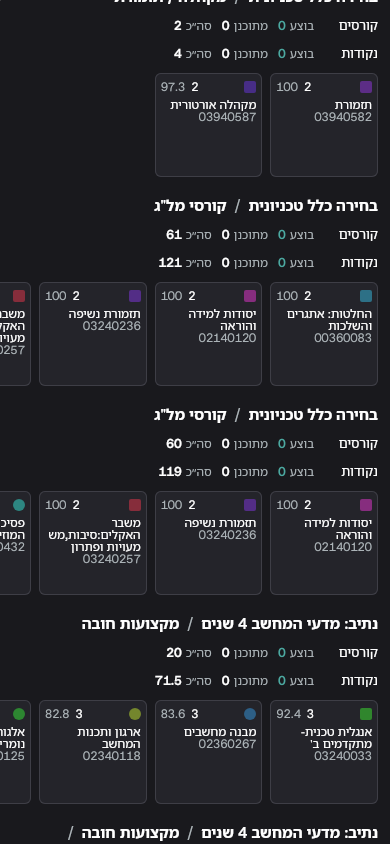 קורסים בוצע 0 מתוכנן 0 סה״כ 2
נקודות בוצע 0 מתוכנן 0 סה״כ 4
100 2
תזמורת
03940582
97.3 2
מקהלה אורטורית
03940587
בחירה כלל טכניונית / קורסי מל"ג
קורסים בוצע 0 מתוכנן 0 סה״כ 61
נקודות בוצע 0 מתוכנן 0 סה״כ 121
100 2
החלטות: אתגרים
והשלכות
00360083
100 2
יסודות למידה
והוראה
02140120
100 2
תזמורת נשיפה
03240236
משבר
0257
בחירה כלל טכניונית / קורסי מל"ג
קורסים בוצע 0 מתוכנן 0 סה״כ 60
נקודות בוצע 0 מתוכנן 0 סה״כ 119
100 2
יסודות למידה
והוראה
02140120
100 2
תזמורת נשיפה
03240236
100 2
משבר
האקלים:סיבות,מש
מעויות ופתרון
03240257
0432
נתיב: מדעי המחשב 4 שנים / מקצועות חובה
קורסים בוצע 0 מתוכנן 0 סה״כ 20
נקודות בוצע 0 מתוכנן 0 סה״כ 71.5
92.4 3
אנגלית טכנית-
מתקדמים ב'
03240033
83.6 3
מבנה מחשבים
02360267
82.8 3
ארגון ותכנות
המחשב
02340118
0125
נתיב: מדעי המחשב 4 שנים / מקצועות חובה /